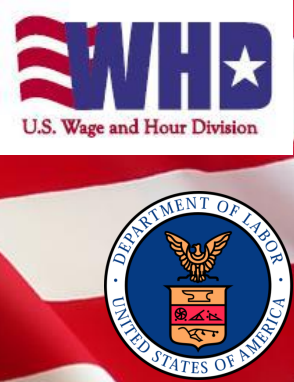 WHD
U.S. Wage and Hour Division
DEPARTMENT OF LABOR
UNITED STATES OF AMERICA